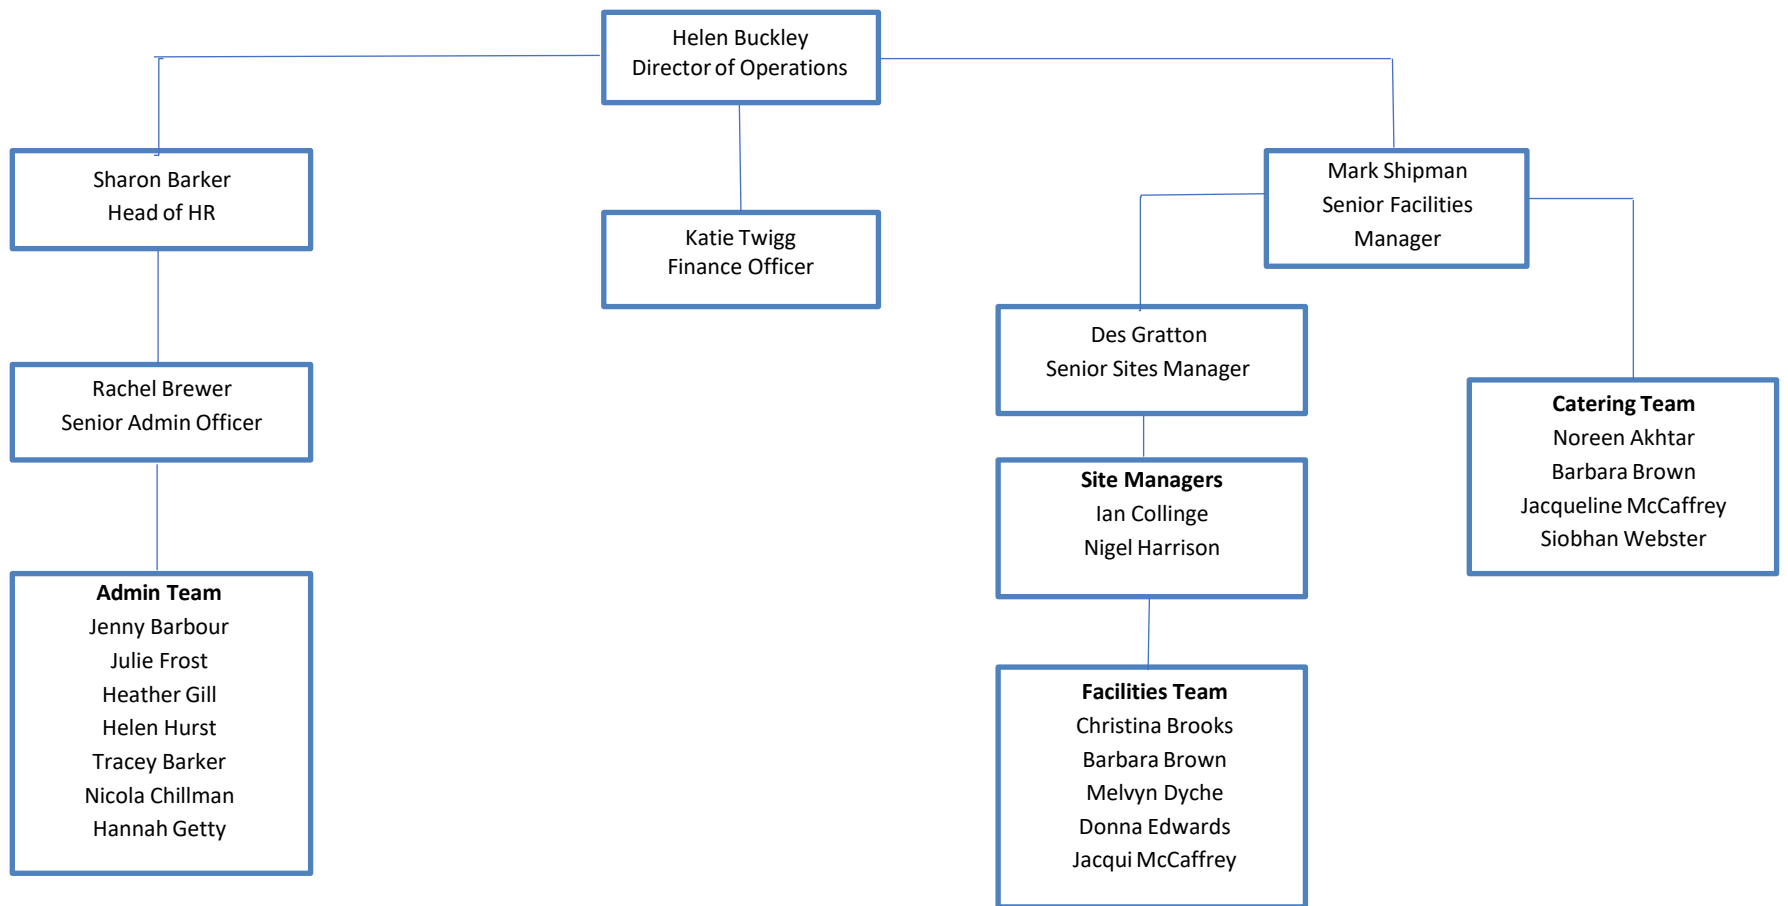 Helen Buckley
Director of Operations
Sharon Barker
Head of HR
Katie Twigg
Finance Officer
Mark Shipman
Senior Facilities
Manager
Des Gratton
Senior Sites Manager
Rachel Brewer
Senior Admin Officer
Catering Team
Noreen Akhtar
Barbara Brown
Jacqueline McCaffrey
Siobhan Webster
Site Managers
Ian Collinge
Nigel Harrison
Admin Team
Jenny Barbour
Julie Frost
Heather Gill
Helen Hurst
Tracey Barker
Nicola Chillman
Hannah Getty
Facilities Team
Christina Brooks
Barbara Brown
Melvyn Dyche
Donna Edwards
Jacqui McCaffrey